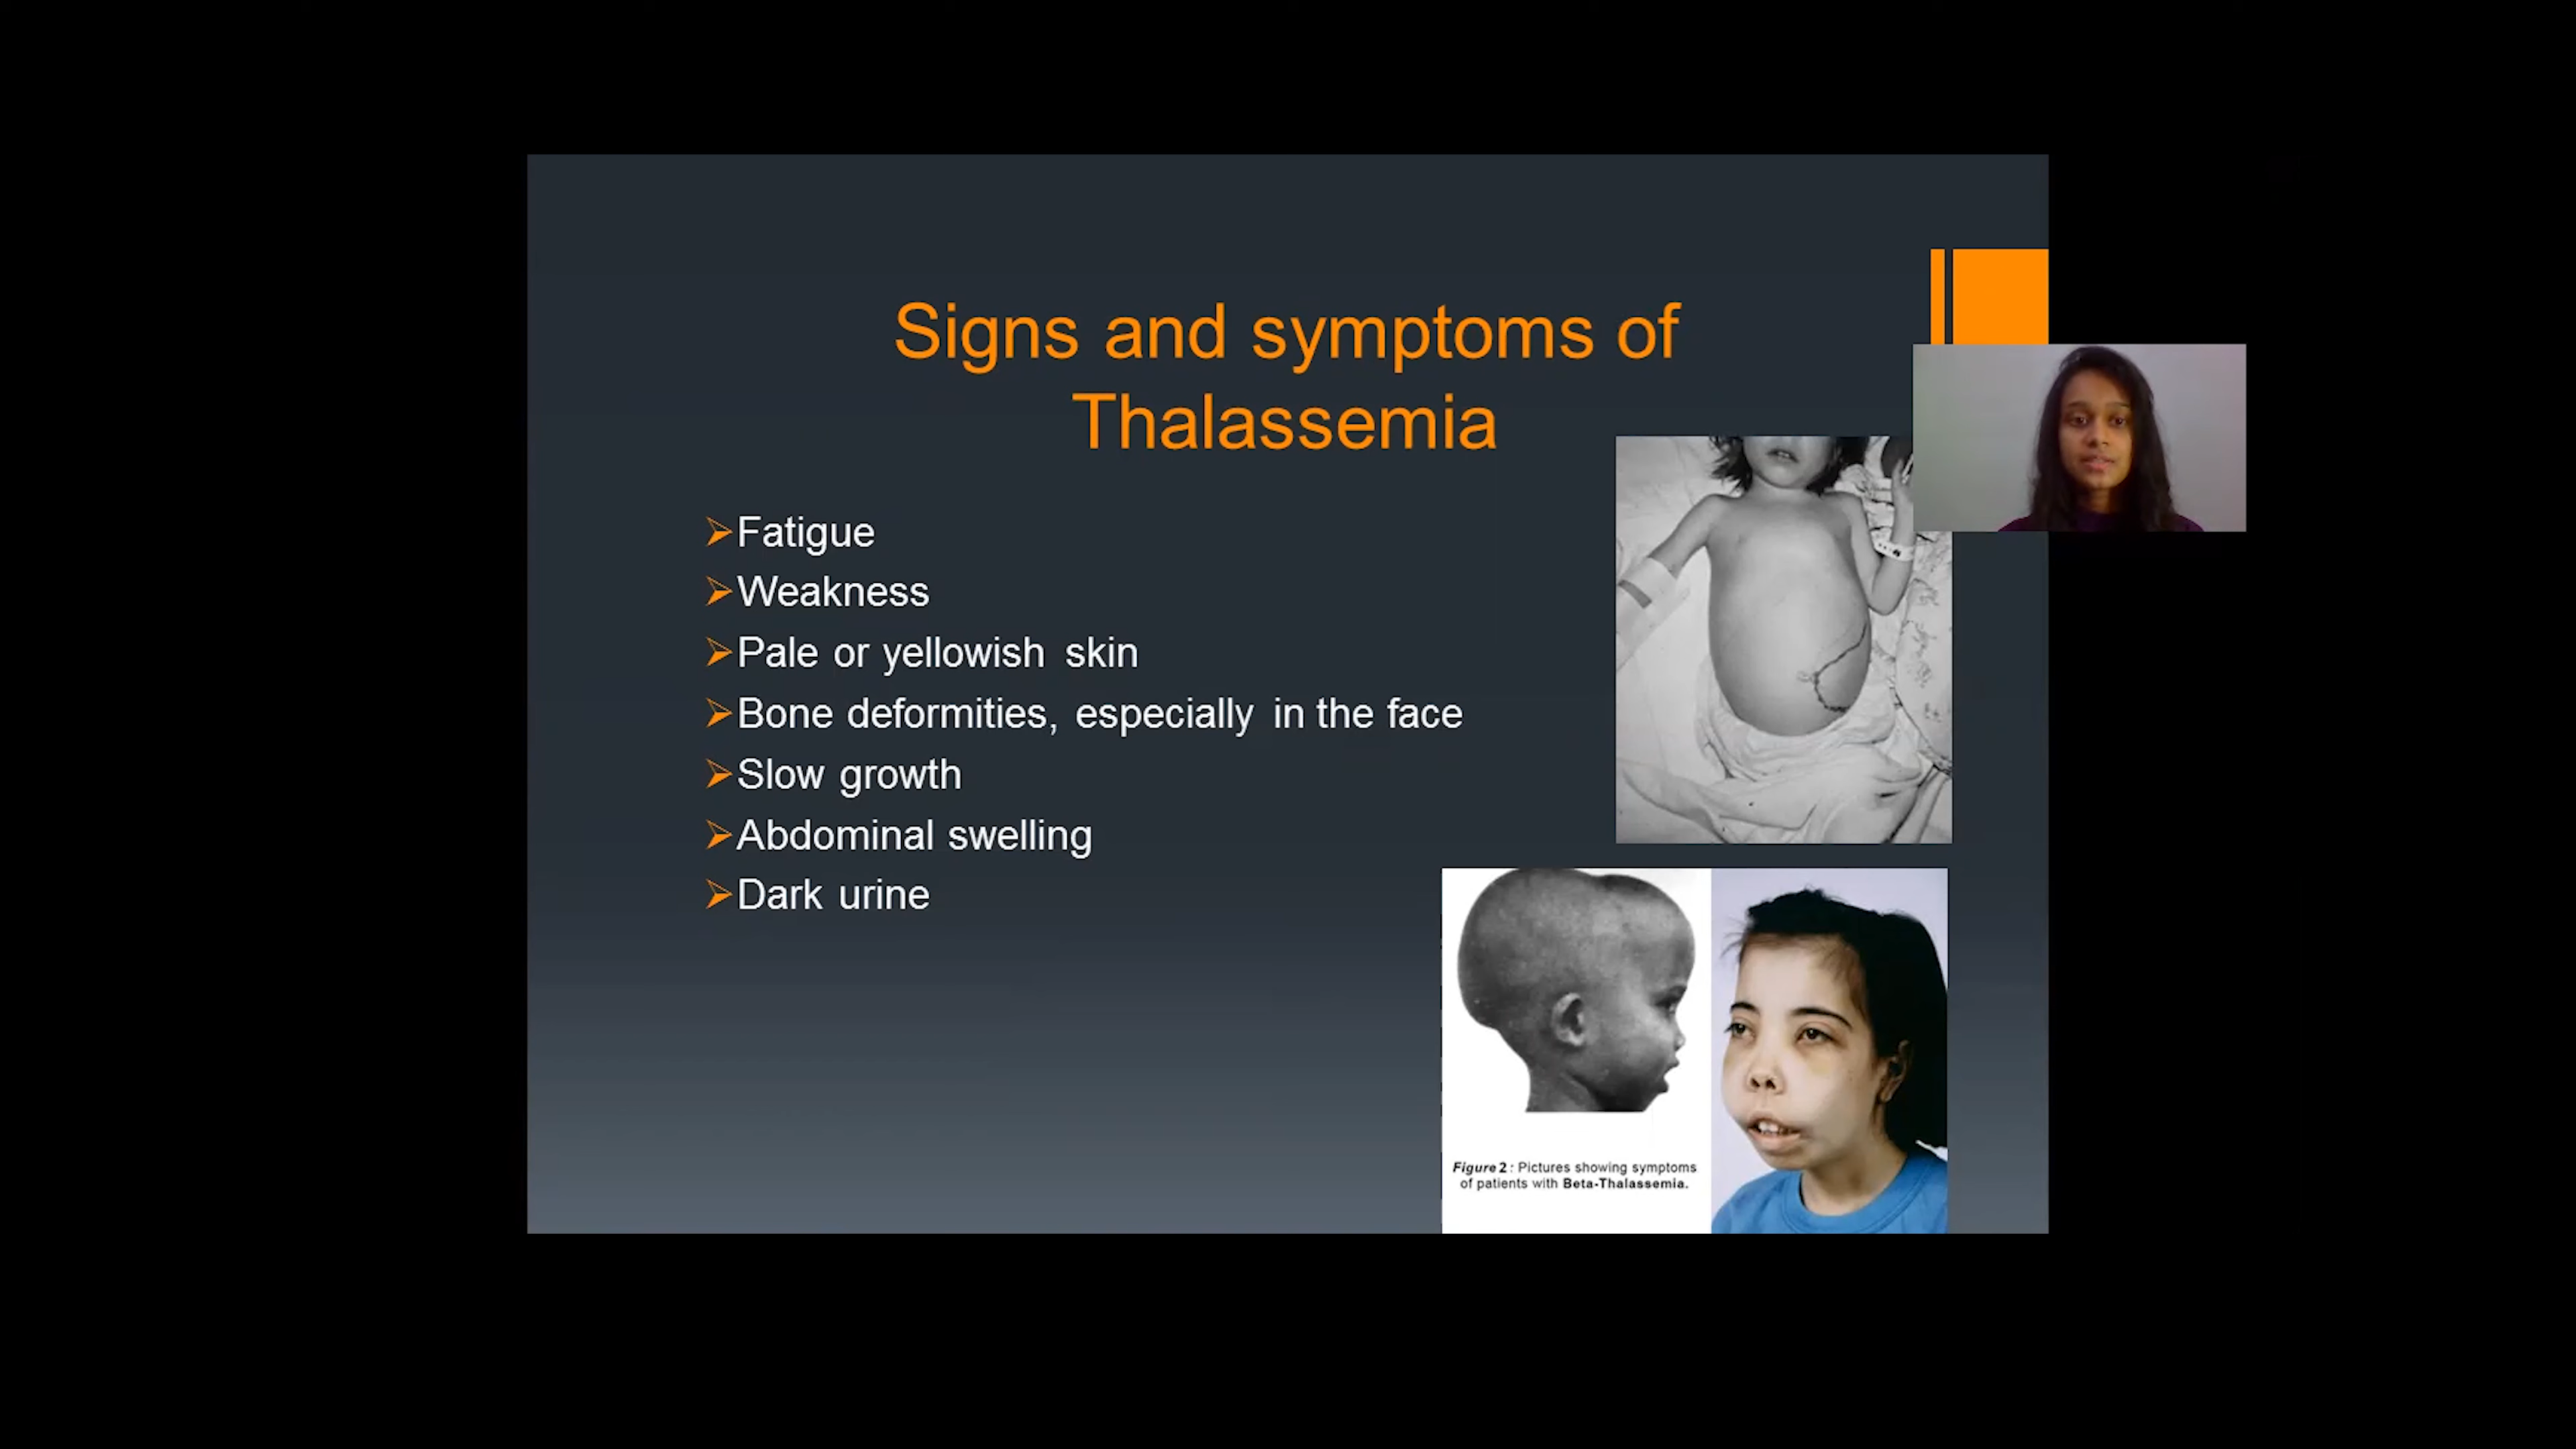 Signs and symptoms of
Thalassemia
Fatigue
Weakness
Pale or yellowish skin
Bone deformities, especially in the face
Slow growth
Abdominal swelling
Dark urine
Figure 2 : Pictures showing symptoms
of patients with Beta-Thalassemia.